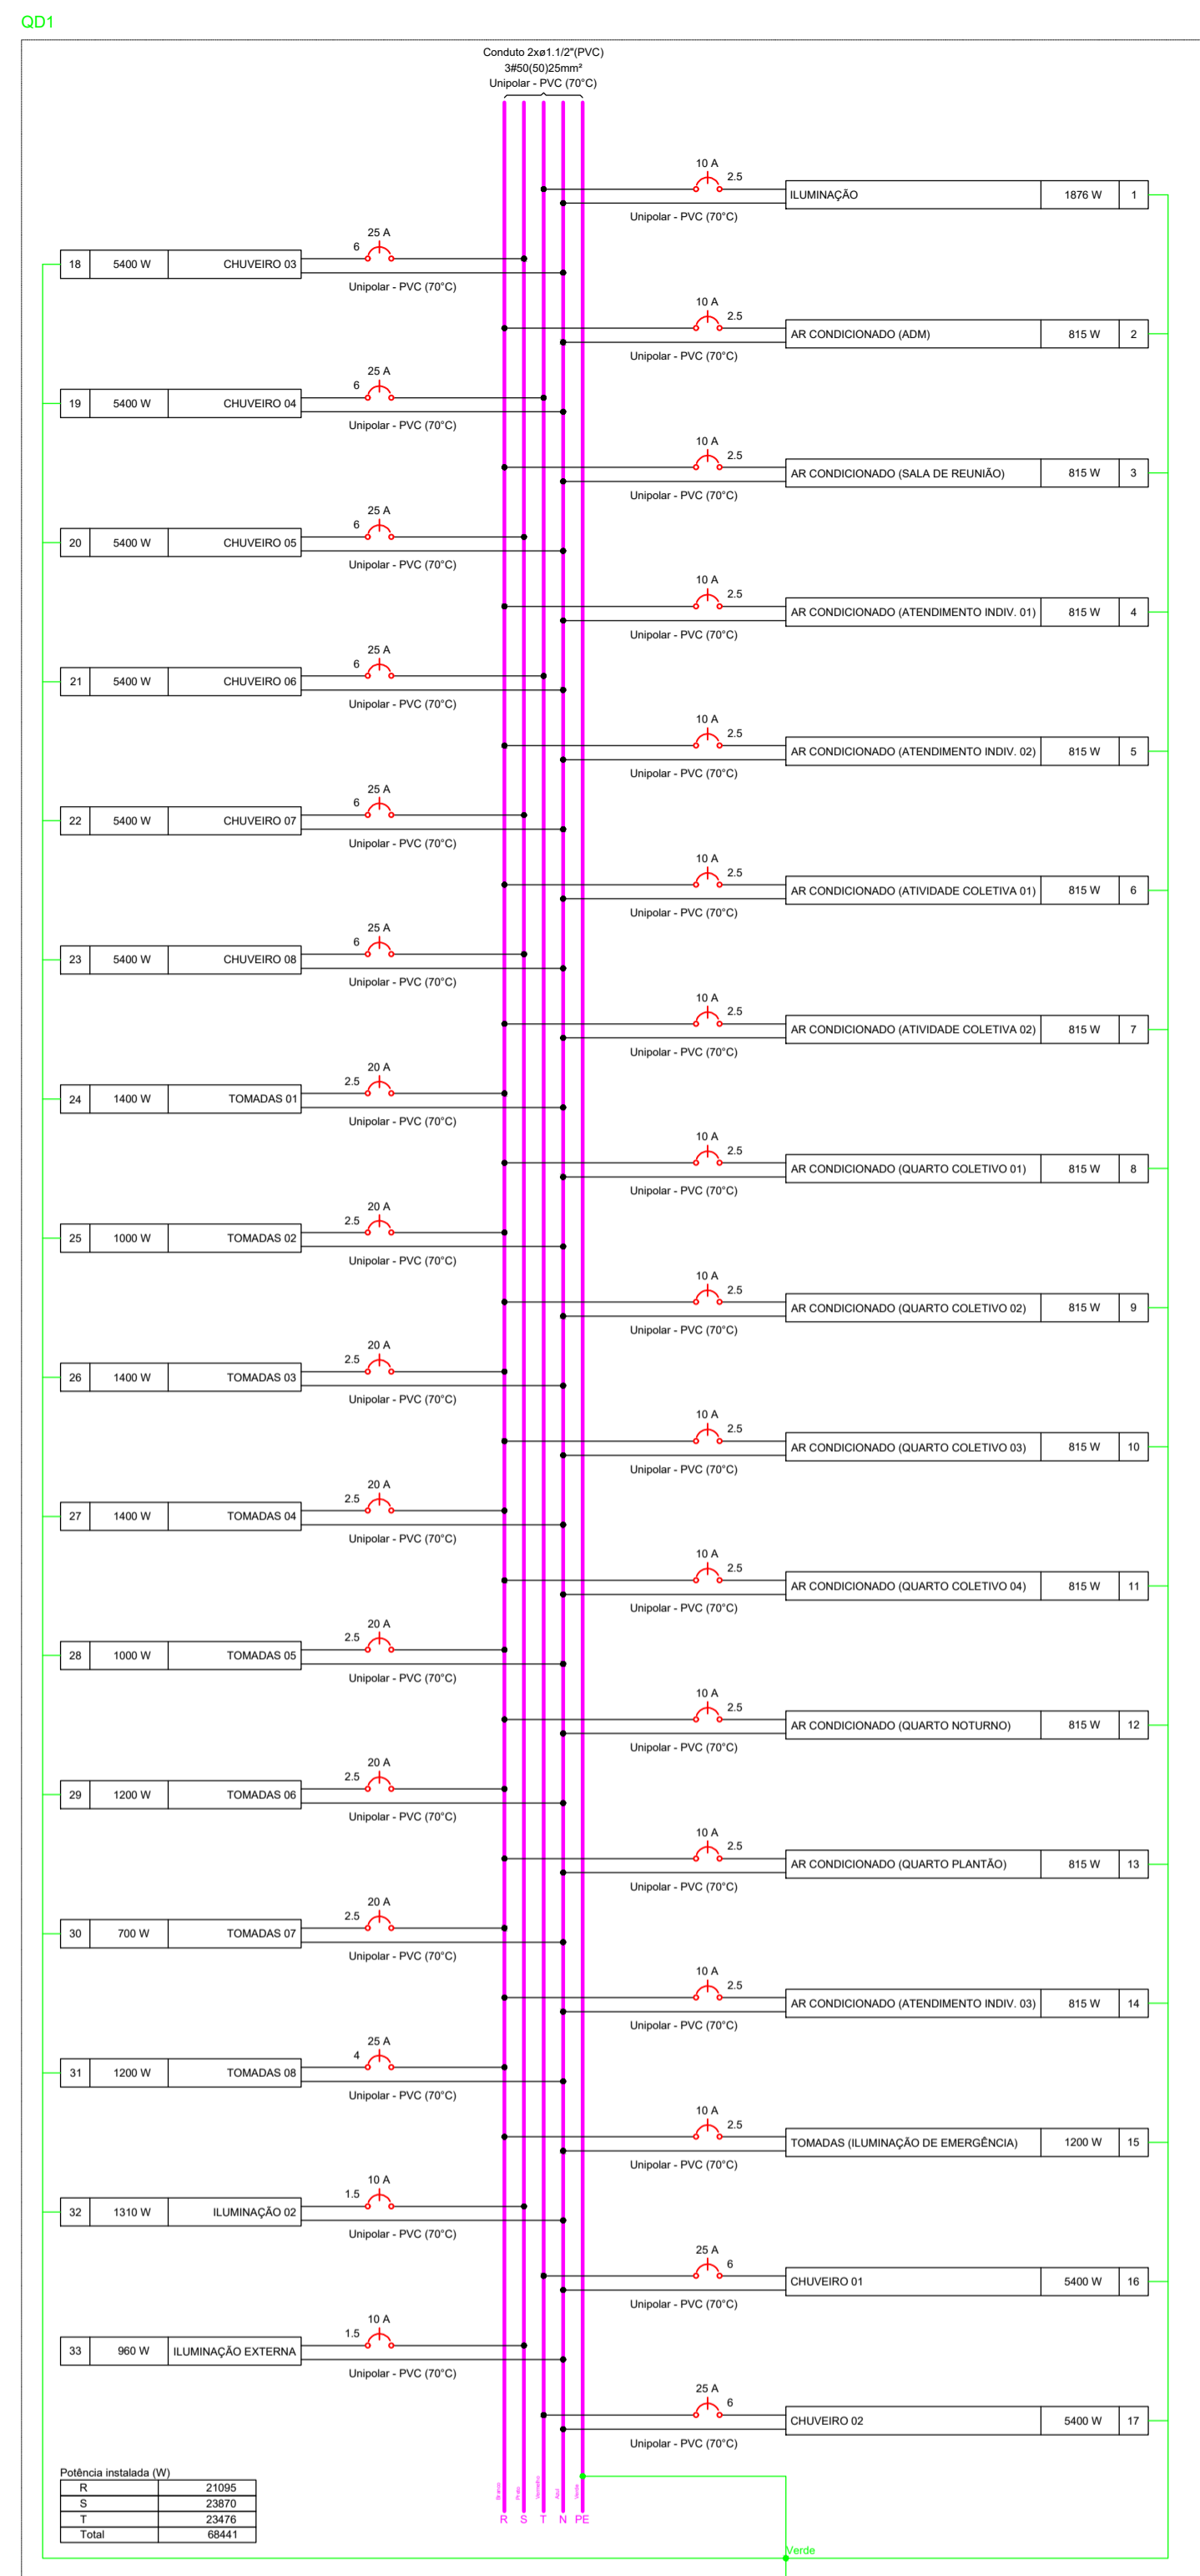 QD1
Conduto 2xø1.1/2"(PVC)
3#50(50)25mm²
Unipolar - PVC (70°C)
10 A
2.5
ILUMINAÇÃO 1876 W 1
Unipolar - PVC (70°C)
25 A
6
18 5400 W CHUVEIRO 03
Unipolar - PVC (70°C)
10 A
2.5
AR CONDICIONADO (ADM) 815 W 2
Unipolar - PVC (70°C)
25 A
6
19 5400 W CHUVEIRO 04
Unipolar - PVC (70°C)
10 A
2.5
AR CONDICIONADO (SALA DE REUNIÃO) 815 W 3
Unipolar - PVC (70°C)
25 A
6
20 5400 W CHUVEIRO 05
Unipolar - PVC (70°C)
10 A
2.5
AR CONDICIONADO (ATENDIMENTO INDIV. 01) 815 W 4
Unipolar - PVC (70°C)
25 A
6
21 5400 W CHUVEIRO 06
Unipolar - PVC (70°C)
10 A
2.5
AR CONDICIONADO (ATENDIMENTO INDIV. 02) 815 W 5
Unipolar - PVC (70°C)
25 A
6
22 5400 W CHUVEIRO 07
Unipolar - PVC (70°C)
10 A
2.5
AR CONDICIONADO (ATIVIDADE COLETIVA 01) 815 W 6
Unipolar - PVC (70°C)
25 A
6
23 5400 W CHUVEIRO 08
Unipolar - PVC (70°C)
10 A
2.5
AR CONDICIONADO (ATIVIDADE COLETIVA 02) 815 W 7
Unipolar - PVC (70°C)
20 A
2.5
24 1400 W TOMADAS 01
Unipolar - PVC (70°C)
10 A
2.5
AR CONDICIONADO (QUARTO COLETIVO 01) 815 W 8
Unipolar - PVC (70°C)
20 A
2.5
25 1000 W TOMADAS 02
Unipolar - PVC (70°C)
10 A
2.5
AR CONDICIONADO (QUARTO COLETIVO 02) 815 W 9
Unipolar - PVC (70°C)
20 A
2.5
26 1400 W TOMADAS 03
Unipolar - PVC (70°C)
10 A
2.5
AR CONDICIONADO (QUARTO COLETIVO 03) 815 W 10
Unipolar - PVC (70°C)
20 A
2.5
27 1400 W TOMADAS 04
Unipolar - PVC (70°C)
10 A
2.5
AR CONDICIONADO (QUARTO COLETIVO 04) 815 W 11
Unipolar - PVC (70°C)
20 A
2.5
28 1000 W TOMADAS 05
Unipolar - PVC (70°C)
10 A
2.5
AR CONDICIONADO (QUARTO NOTURNO) 815 W 12
Unipolar - PVC (70°C)
20 A
2.5
29 1200 W TOMADAS 06
Unipolar - PVC (70°C)
10 A
2.5
AR CONDICIONADO (QUARTO PLANTÃO) 815 W 13
Unipolar - PVC (70°C)
20 A
2.5
30 700 W TOMADAS 07
Unipolar - PVC (70°C)
10 A
2.5
AR CONDICIONADO (ATENDIMENTO INDIV. 03) 815 W 14
Unipolar - PVC (70°C)
25 A
4
31 1200 W TOMADAS 08
Unipolar - PVC (70°C)
10 A
2.5
TOMADAS (ILUMINAÇÃO DE EMERGÊNCIA) 1200 W 15
Unipolar - PVC (70°C)
10 A
1.5
32 1310 W ILUMINAÇÃO 02
Unipolar - PVC (70°C)
25 A
6
CHUVEIRO 01 5400 W 16
Unipolar - PVC (70°C)
10 A
1.5
33 960 W ILUMINAÇÃO EXTERNA
Unipolar - PVC (70°C)
25 A
6
CHUVEIRO 02 5400 W 17
Unipolar - PVC (70°C)
Potência instalada (W)
R 21095
S 23870
T 23476
Total 68441
Branco Preto Vermelho Azul Verde
R S T N PE
Verde